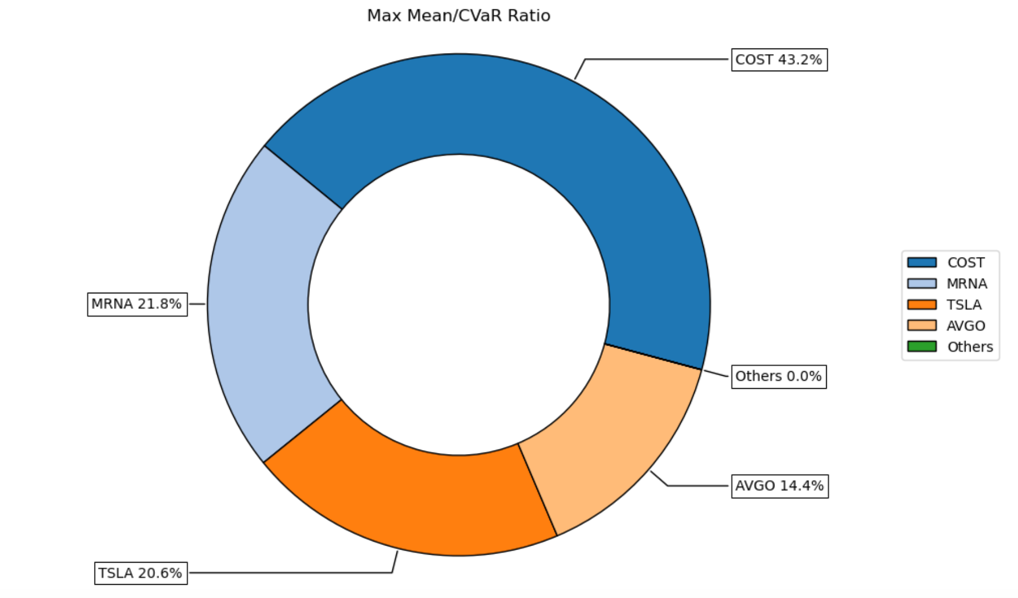 Max Mean/CVaR Ratio
COST 43.2%
MRNA 21.8%
Others 0.0%
AVGO 14.4%
TSLA 20.6%
COST
MRNA
TSLA
AVGO
Others